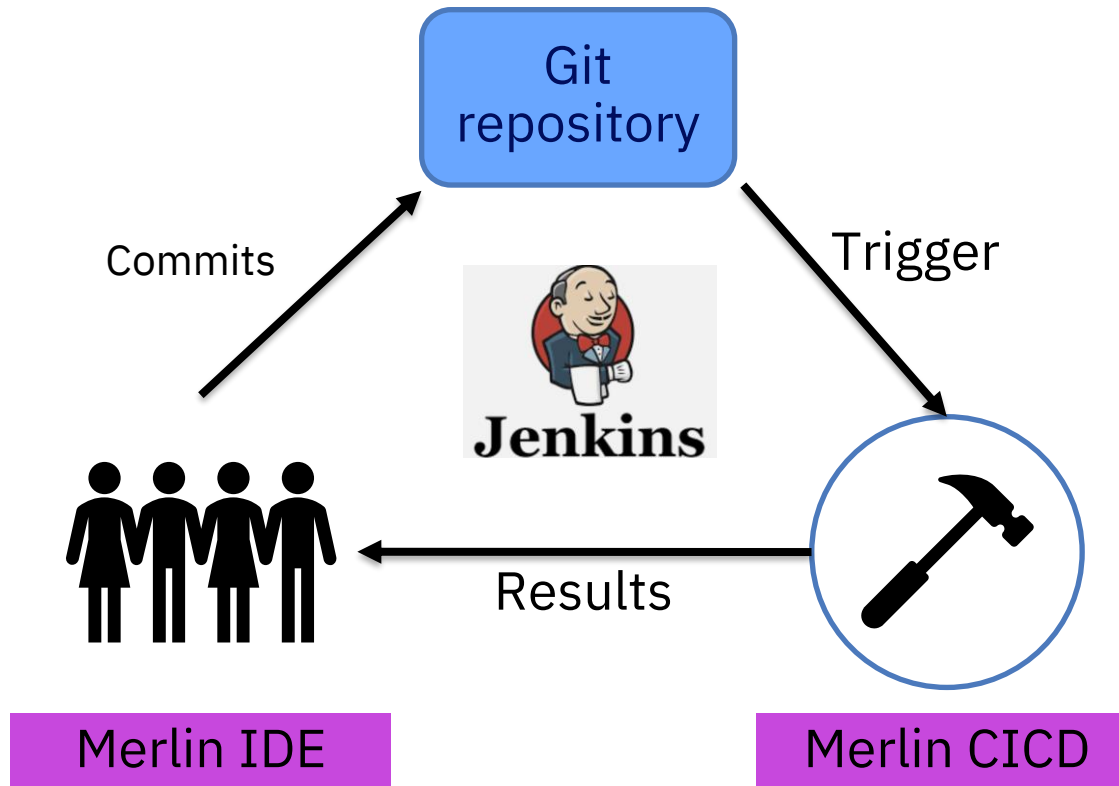 Git
repository
Commits
Trigger
Jenkins
Results
Merlin IDE
Merlin CICD